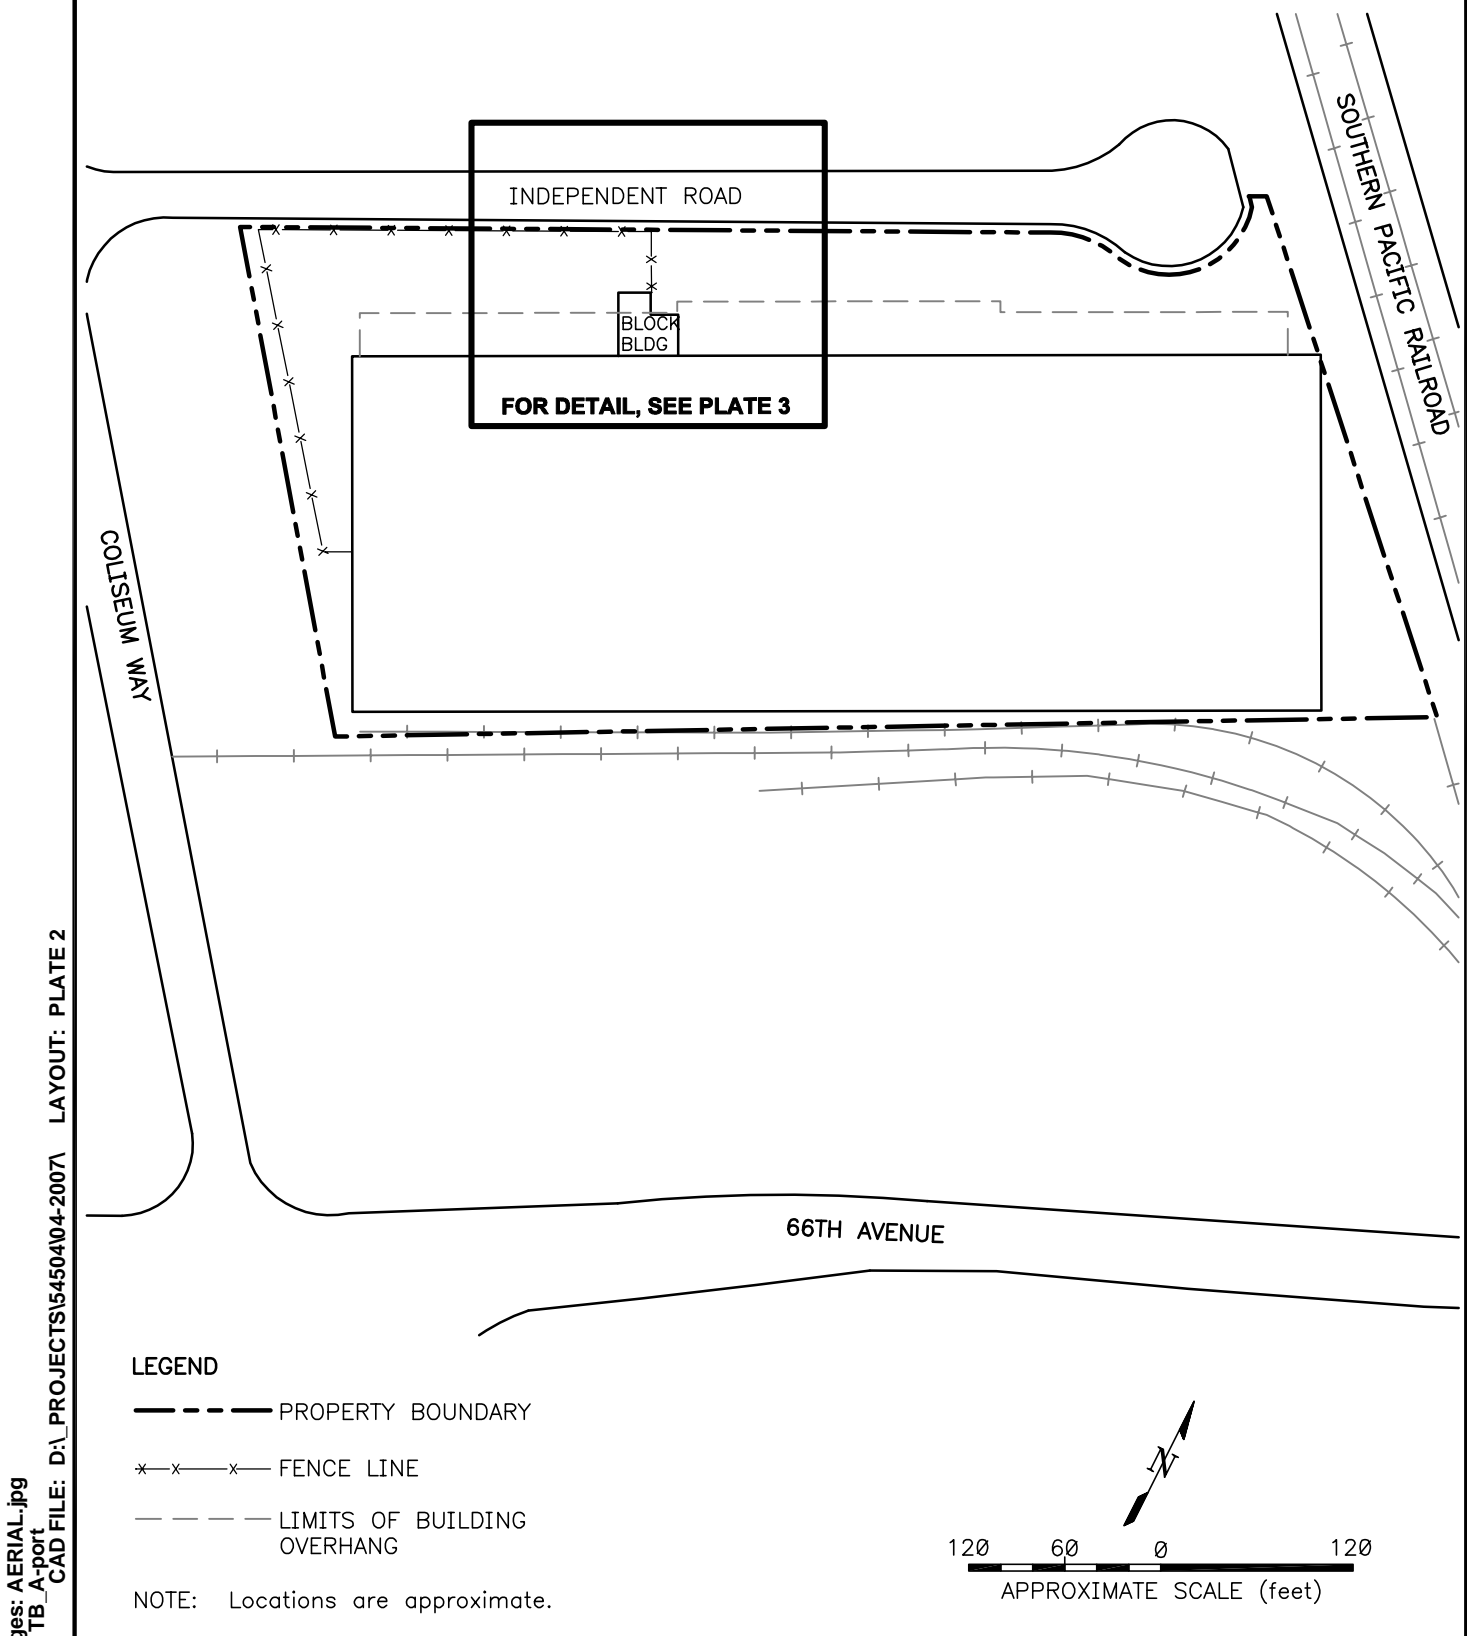 INDEPENDENT ROAD
SOUTHERN PACIFIC RAILROAD
BLOCK
BLDG
FOR DETAIL, SEE PLATE 3
COLISEUM WAY
66TH AVENUE
LEGEND
PROPERTY BOUNDARY
FENCE LINE
LIMITS OF BUILDING
OVERHANG
NOTE: Locations are approximate.
N
120 60 0 120
APPROXIMATE SCALE (feet)
ges: AERIAL.jpg
TB_A-port
CAD FILE: D:\_PROJECTS\54504\04-2007\ LAYOUT: PLATE 2